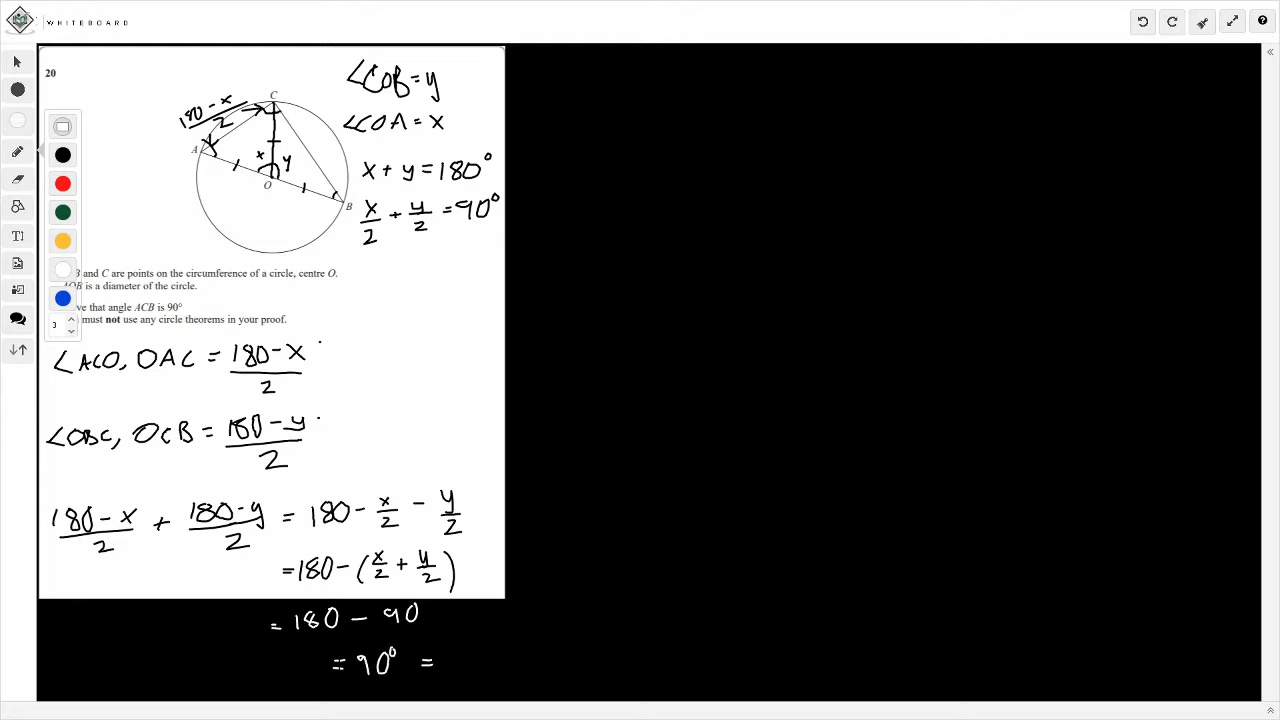 WHITEBOARD
20
∠COB = y
∠COA = x
x + y = 180°
x/2 + y/2 = 90°
180 - x / 2
C
A
x y
O
B
B and C are points on the circumference of a circle, centre O.
AOB is a diameter of the circle.
ve that angle ACB is 90°
must not use any circle theorems in your proof.
3
∠ACO, OAC = (180 - x)/2
∠OBC, OCB = (180 - y)/2
(180 - x)/2 + (180 - y)/2 = 180 - x/2 - y/2
= 180 - (x/2 + y/2)
= 180 - 90
= 90° =